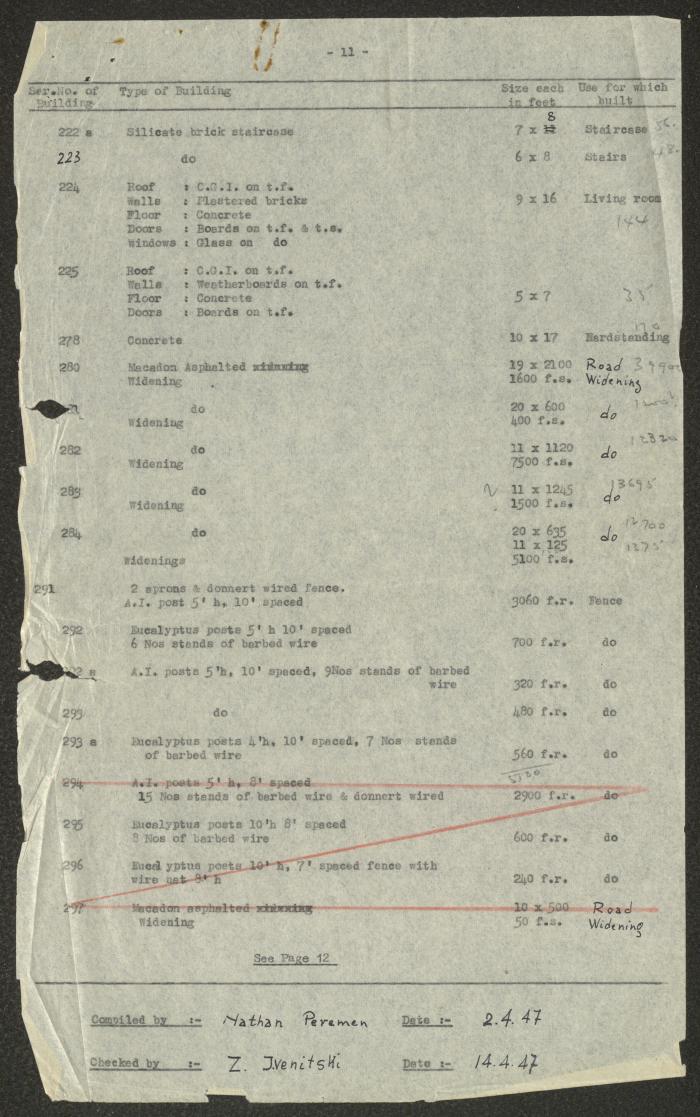 - 11 -
Ser.No. of Type of Building Size each Use for which
Building in feet built
8
222 a Silicate brick staircase 7 x 12 Staircase 56.
223 do 6 x 8 Stairs 48.
224 Roof : C.G.I. on t.f.
Walls : Plastered bricks 9 x 16 Living room
Floor : Concrete
Doors : Boards on t.f. & t.s. 144
Windows : Glass on do
225 Roof : C.G.I. on t.f.
Walls : Weatherboards on t.f.
Floor : Concrete 5 x 7 35
Doors : Boards on t.f.
170
278 Concrete 10 x 17 Hardstanding
280 Macadon Asphalted 19 x 2100 Road 39900
Widening 1600 f.s. Widening
do 20 x 600 do
Widening 400 f.s.
282 do 11 x 1120 do 12320
Widening 7500 f.s.
283 do 11 x 1245 do 13695
Widening 1500 f.s.
284 do 20 x 635 do 12700
11 x 125 1375
Widenings 5100 f.s.
291 2 aprons & donnert wired fence.
A.I. post 5' h, 10' spaced 3060 f.r. Fence
292 Eucalyptus posts 5' h 10' spaced
6 Nos stands of barbed wire 700 f.r. do
292 a A.I. posts 5'h, 10' spaced, 9Nos stands of barbed
wire 320 f.r. do
293 do 480 f.r. do
293 a Eucalyptus posts 4'h, 10' spaced, 7 Nos stands
of barbed wire 560 f.r. do
294 A.I. posts 5' h, 8' spaced
15 Nos stands of barbed wire & donnert wired 2900 f.r. do
295 Eucalyptus posts 10'h 8' spaced
8 Nos of barbed wire 600 f.r. do
296 Eucalyptus posts 10' h, 7' spaced fence with
wire net 8' h 240 f.r. do
297 Macadon asphalted 10 x 500 Road
Widening 50 f.s. Widening
See Page 12
Compiled by :- Nathan Peremen Date :- 2.4.47
Checked by :- Z. Ivenitski Date :- 14.4.47